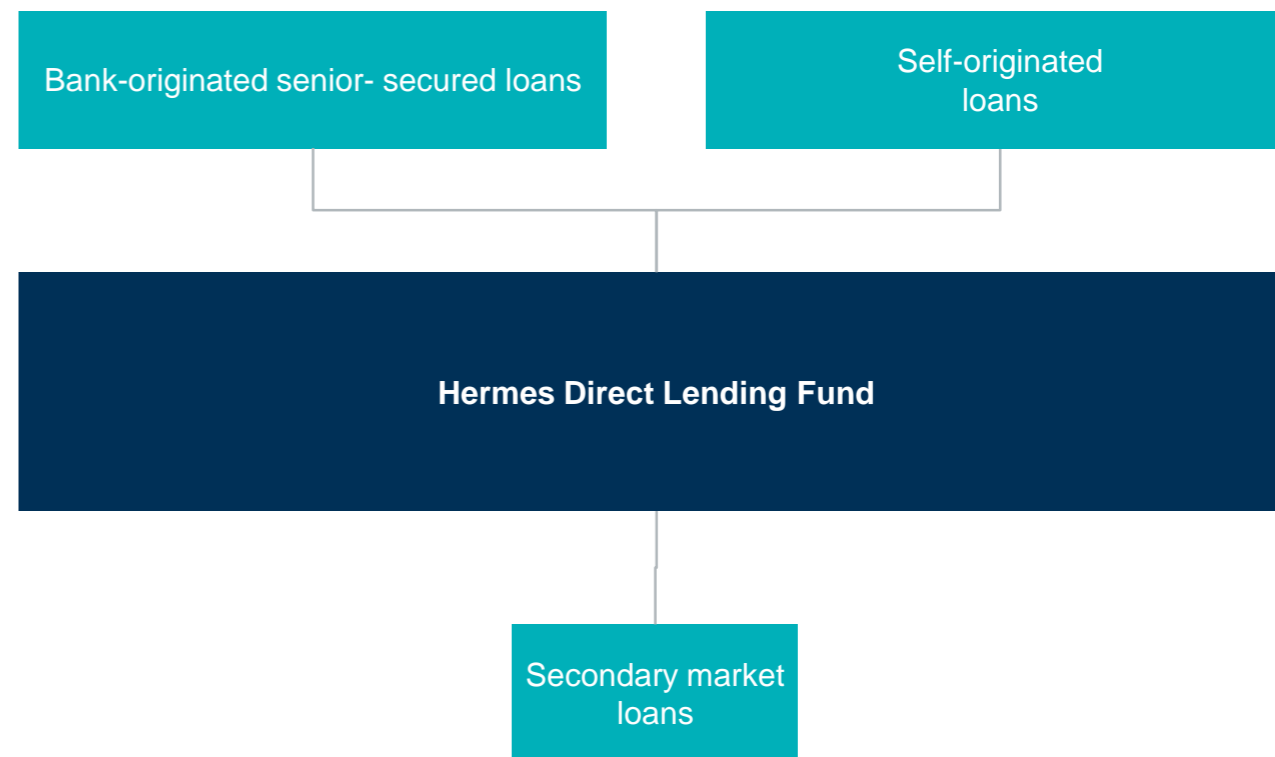 Bank-originated senior- secured loans
Self-originated
loans
Hermes Direct Lending Fund
Secondary market
loans